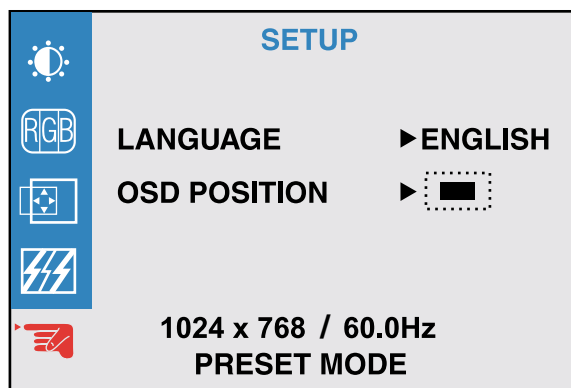 SETUP
RGB
LANGUAGE ▶ENGLISH
OSD POSITION ▶
1024 x 768 / 60.0Hz
PRESET MODE